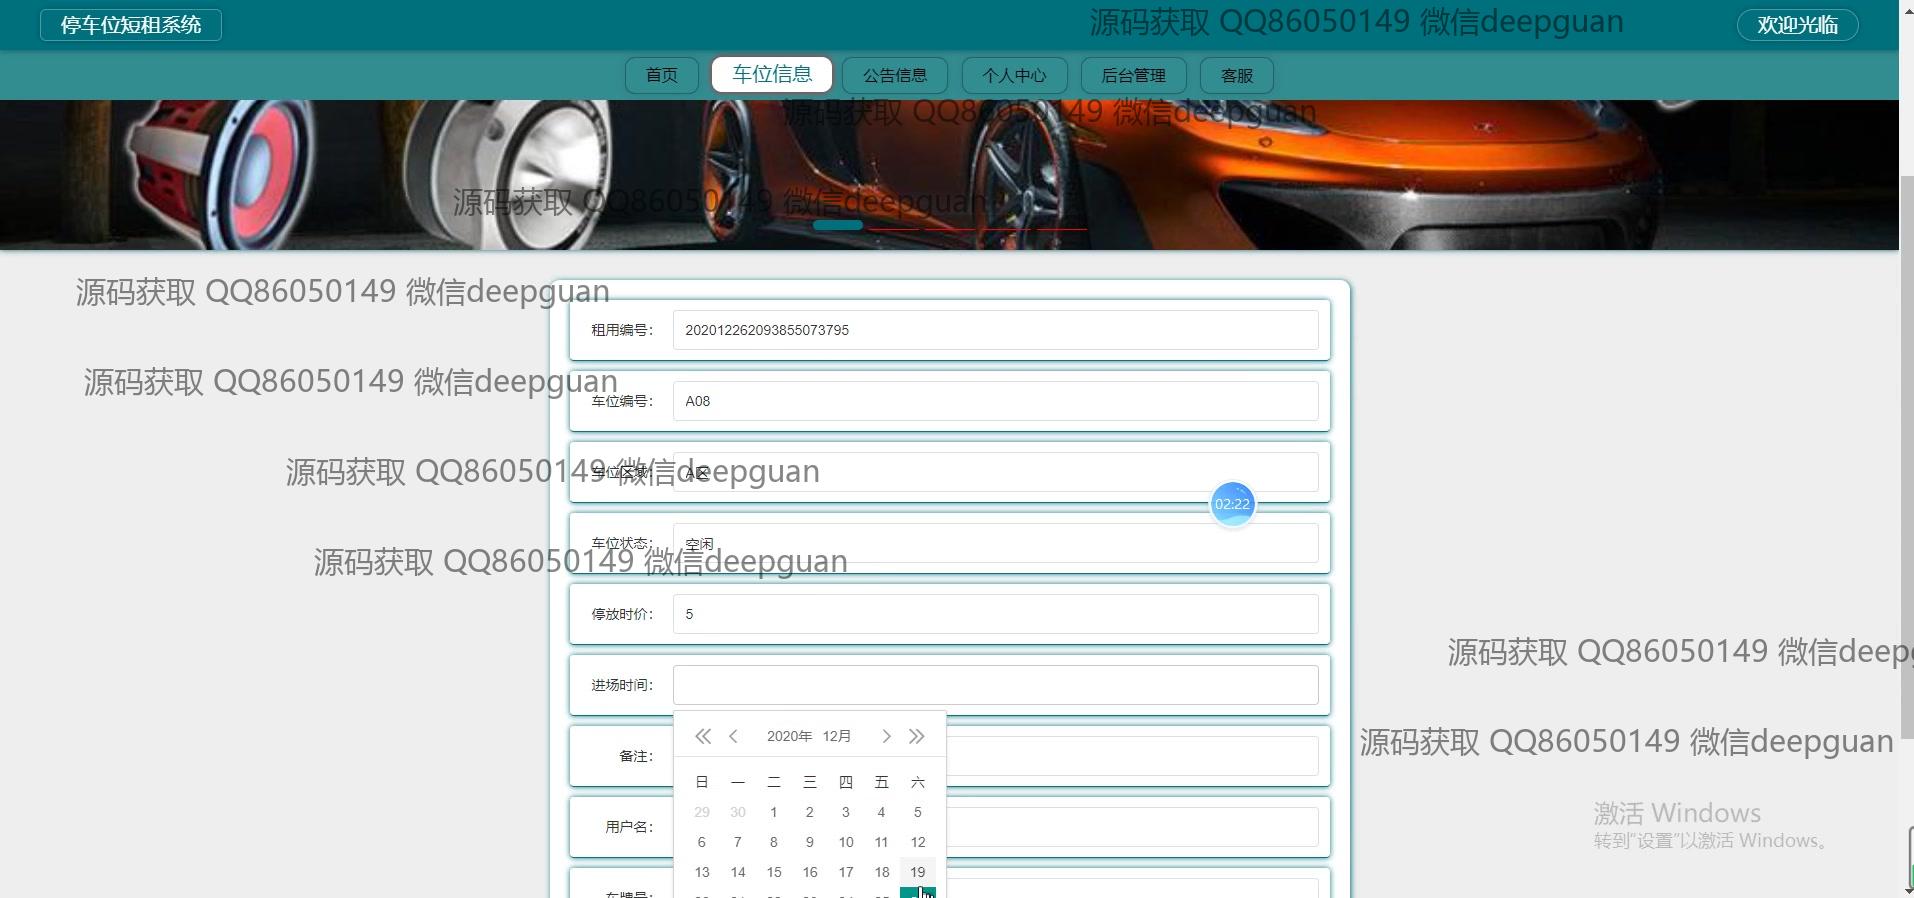 停车位短租系统
源码获取 QQ86050149 微信deepguan
欢迎光临
首页 车位信息 公告信息 个人中心 后台管理 客服
源码获取 QQ86050149 微信deepguan
源码获取 QQ86050149 微信deepguan
源码获取 QQ86050149 微信deepguan
租用编号： 202012262093855073795
源码获取 QQ86050149 微信deepguan
车位编号： A08
源码获取 QQ86050149 微信deepguan
车位区域： A区
02:22
车位状态： 空闲
源码获取 QQ86050149 微信deepguan
停放时价： 5
源码获取 QQ86050149 微信deepg
进场时间：
2020年 12月
源码获取 QQ86050149 微信deepguan
备注：
日 一 二 三 四 五 六
29 30 1 2 3 4 5
激活 Windows
转到"设置"以激活 Windows。
用户名：
6 7 8 9 10 11 12
13 14 15 16 17 18 19
车牌号：